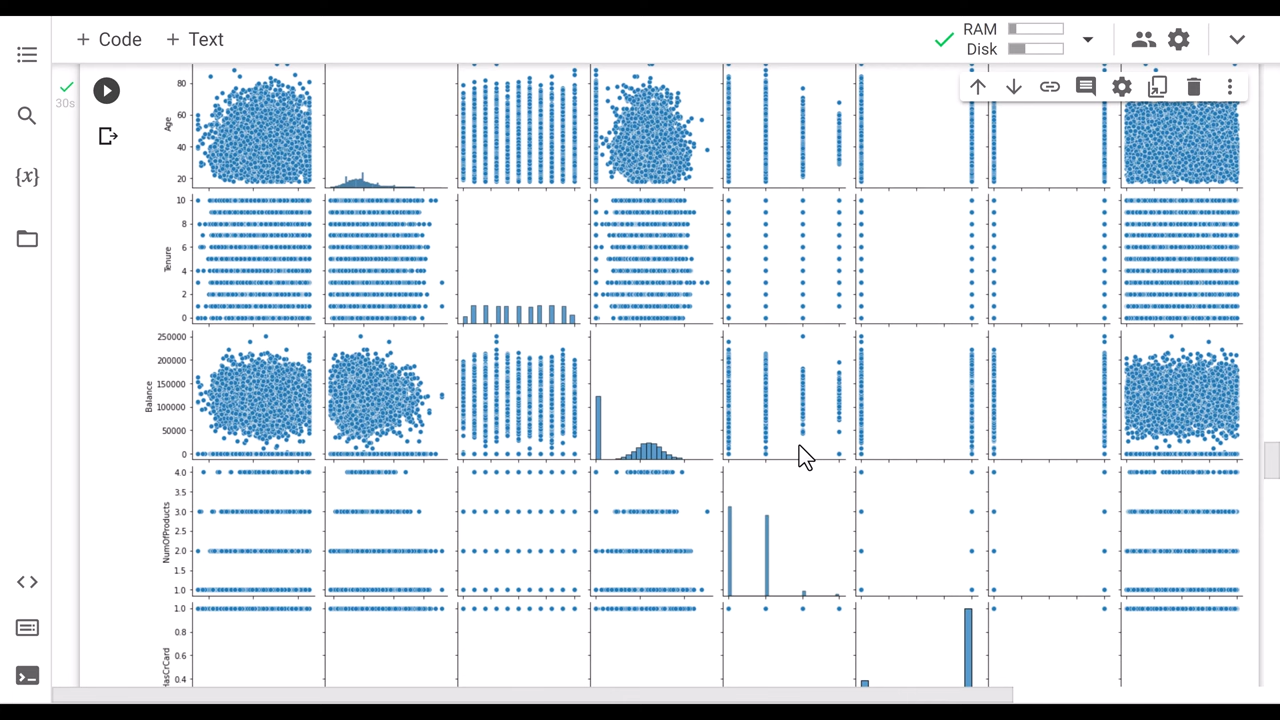 + Code + Text
RAM
Disk
30s
{x}
80
60
40
20
Age
10
8
6
4
2
0
Tenure
250000
200000
150000
100000
50000
0
Balance
4.0
3.5
3.0
2.5
2.0
1.5
1.0
NumOfProducts
1.0
0.8
0.6
0.4
HasCrCard